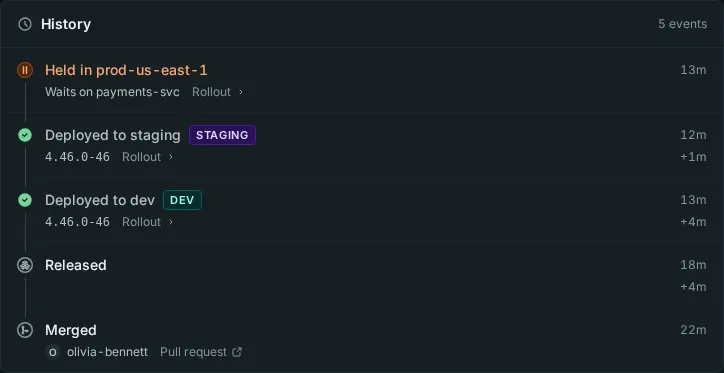 History 5 events
Held in prod-us-east-1 13m
Waits on payments-svc Rollout ›
Deployed to staging STAGING 12m
4.46.0-46 Rollout › +1m
Deployed to dev DEV 13m
4.46.0-46 Rollout › +4m
Released 18m
+4m
Merged 22m
O olivia-bennett Pull request